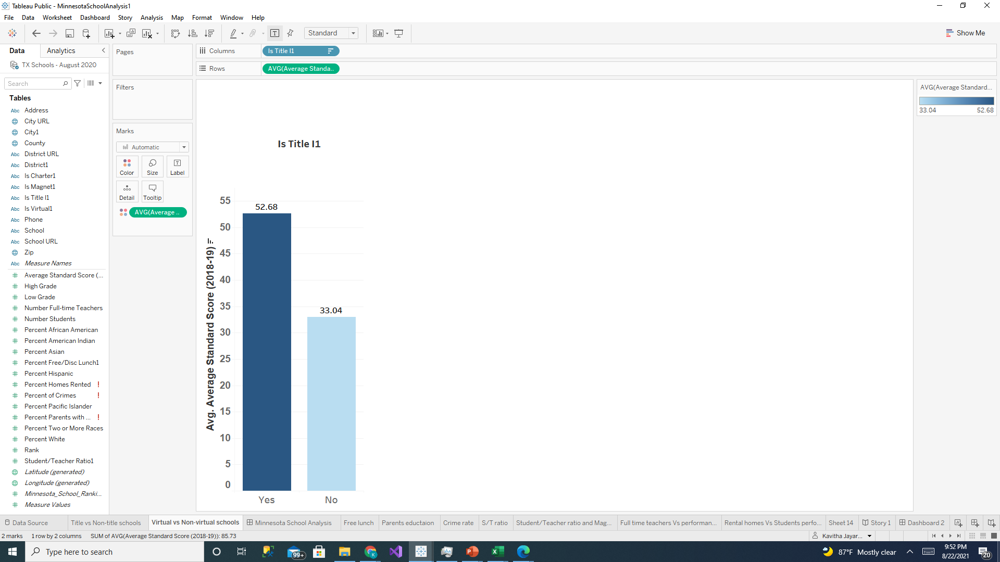 Tableau Public - MinnesotaSchoolAnalysis1
File Data Worksheet Dashboard Story Analysis Map Format Window Help
Standard
Show Me
Data Analytics
TX Schools - August 2020
Search
Tables
Abc Address
City URL
City1
County
Abc District URL
Abc District1
Abc Is Charter1
Abc Is Magnet1
Abc Is Title I1
Abc Is Virtual1
Abc Phone
Abc School
Abc School URL
Zip
Abc Measure Names
Average Standard Score (...
High Grade
Low Grade
Number Full-time Teachers
Number Students
Percent African American
Percent American Indian
Percent Asian
Percent Free/Disc Lunch1
Percent Hispanic
Percent Homes Rented !
Percent of Crimes !
Percent Pacific Islander
Percent Parents with ... !
Percent Two or More Races
Percent White
Rank
Student/Teacher Ratio1
Latitude (generated)
Longitude (generated)
Minnesota_School_Ranki...
Measure Values
Pages
Filters
Marks
Automatic
Color Size Label
Detail Tooltip
AVG(Average ..
Columns Is Title I1
Rows AVG(Average Standa..
Is Title I1
Avg. Average Standard Score (2018-19)
55
50
45
40
35
30
25
20
15
10
5
0
52.68
33.04
Yes No
AVG(Average Standard...
33.04 52.68
Data Source Title vs Non-title schools Virtual vs Non-virtual schools Minnesota School Analysis Free lunch Parents eductaion Crime rate S/T ratio Student/Teacher ratio and Mag... Full time teachers Vs performan... Rental homes Vs Students perfo... Sheet 14 Story 1 Dashboard 2
2 marks 1 row by 2 columns SUM of AVG(Average Standard Score (2018-19)): 85.73
Kavitha Jayar...
Type here to search
99+
K
87°F Mostly clear
9:52 PM
8/22/2021
20